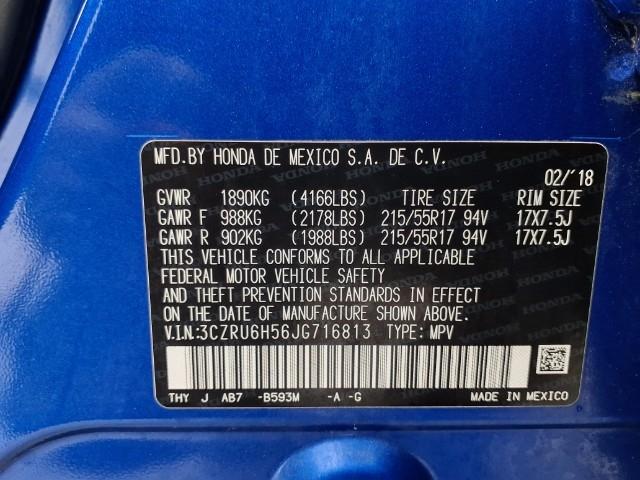 MFD.BY HONDA DE MEXICO S.A. DE C.V.
02/'18
GVWR 1890KG (4166LBS) TIRE SIZE RIM SIZE
GAWR F 988KG (2178LBS) 215/55R17 94V 17X7.5J
GAWR R 902KG (1988LBS) 215/55R17 94V 17X7.5J
THIS VEHICLE CONFORMS TO ALL APPLICABLE
FEDERAL MOTOR VEHICLE SAFETY
AND THEFT PREVENTION STANDARDS IN EFFECT
ON THE DATE OF MANUFACTURE SHOWN ABOVE.
V.I.N:3CZRU6H56JG716813 TYPE: MPV
THY J AB7 -B593M -A -G MADE IN MEXICO